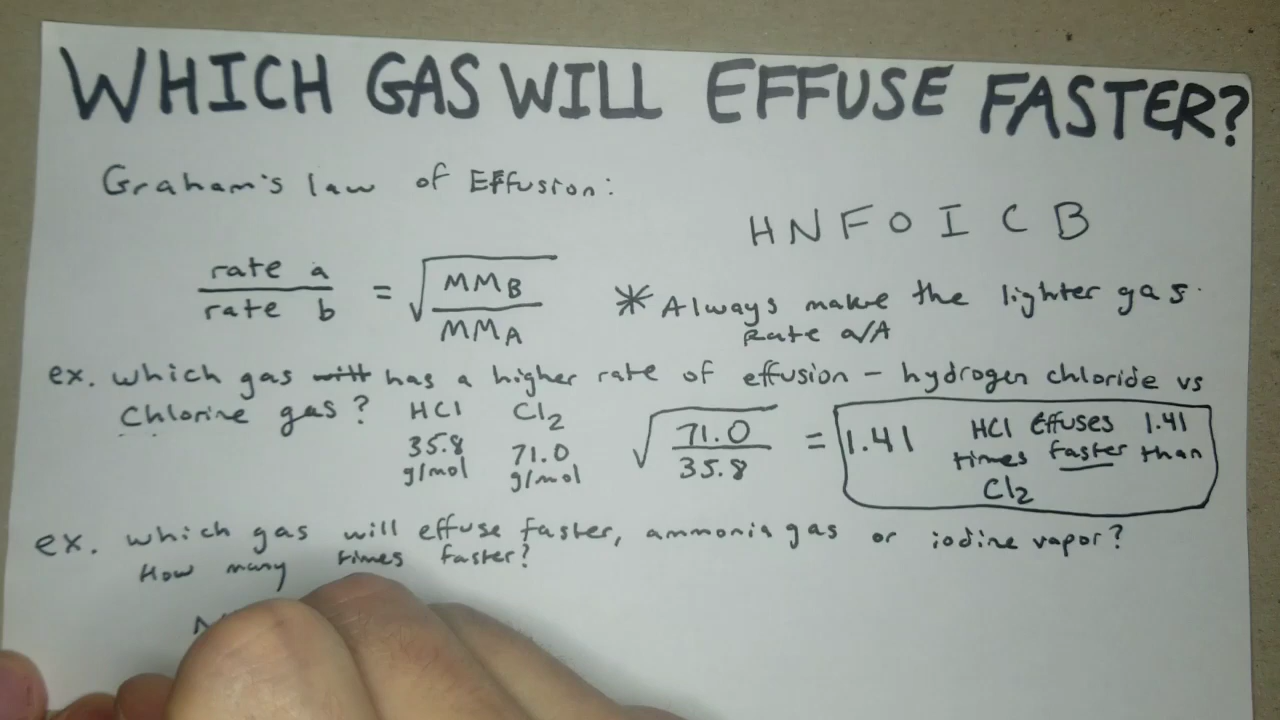 WHICH GAS WILL EFFUSE FASTER?
Graham's law of Effusion:
H N F O I C B
rate a / rate b = √ MMB / MMA
* Always make the lighter gas
Rate a/A
ex. which gas has a higher rate of effusion – hydrogen chloride vs
Chlorine gas? HCl Cl2
35.8 g/mol 71.0 g/mol
√ 71.0 / 35.8 = 1.41
HCl Effuses 1.41
times faster than
Cl2
ex. which gas will effuse faster, ammonia gas or iodine vapor?
How many times faster?